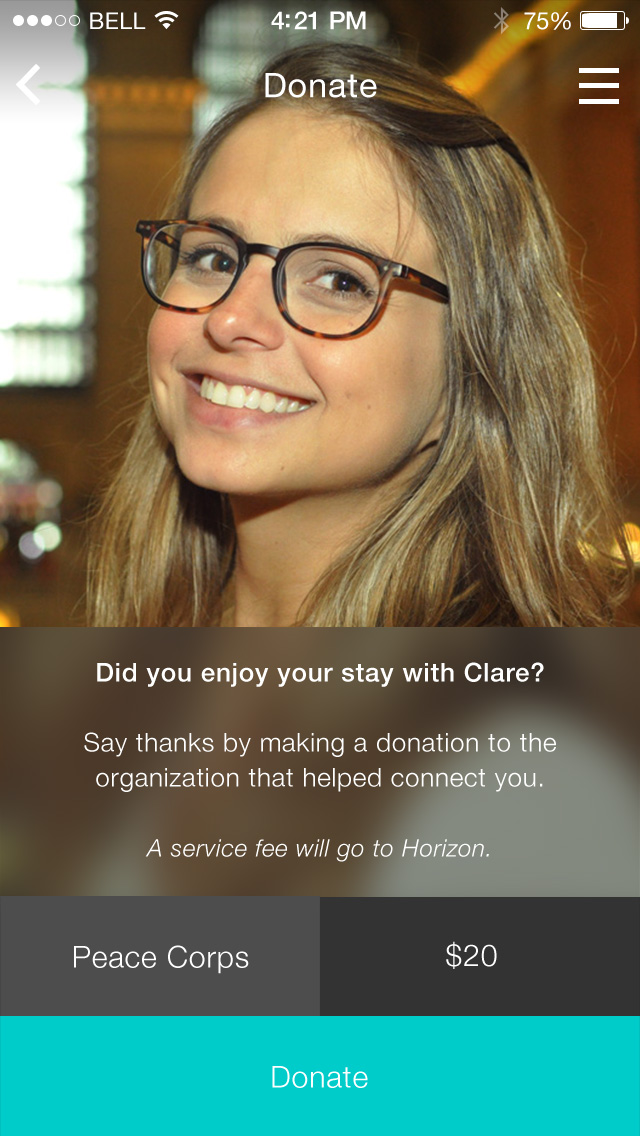 BELL 4:21 PM 75%
Donate
Did you enjoy your stay with Clare?
Say thanks by making a donation to the
organization that helped connect you.
A service fee will go to Horizon.
Peace Corps $20
Donate